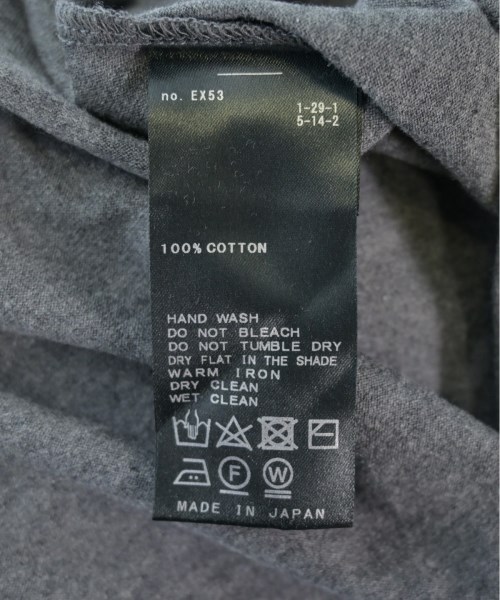 no. EX53
1-29-1
5-14-2
100% COTTON
HAND WASH
DO NOT BLEACH
DO NOT TUMBLE DRY
DRY FLAT IN THE SHADE
WARM IRON
DRY CLEAN
WET CLEAN
F W
MADE IN JAPAN